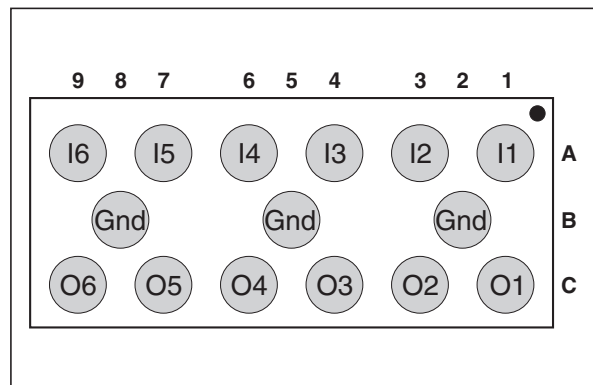 9 8 7 6 5 4 3 2 1
I6 I5 I4 I3 I2 I1 A
Gnd Gnd Gnd B
O6 O5 O4 O3 O2 O1 C